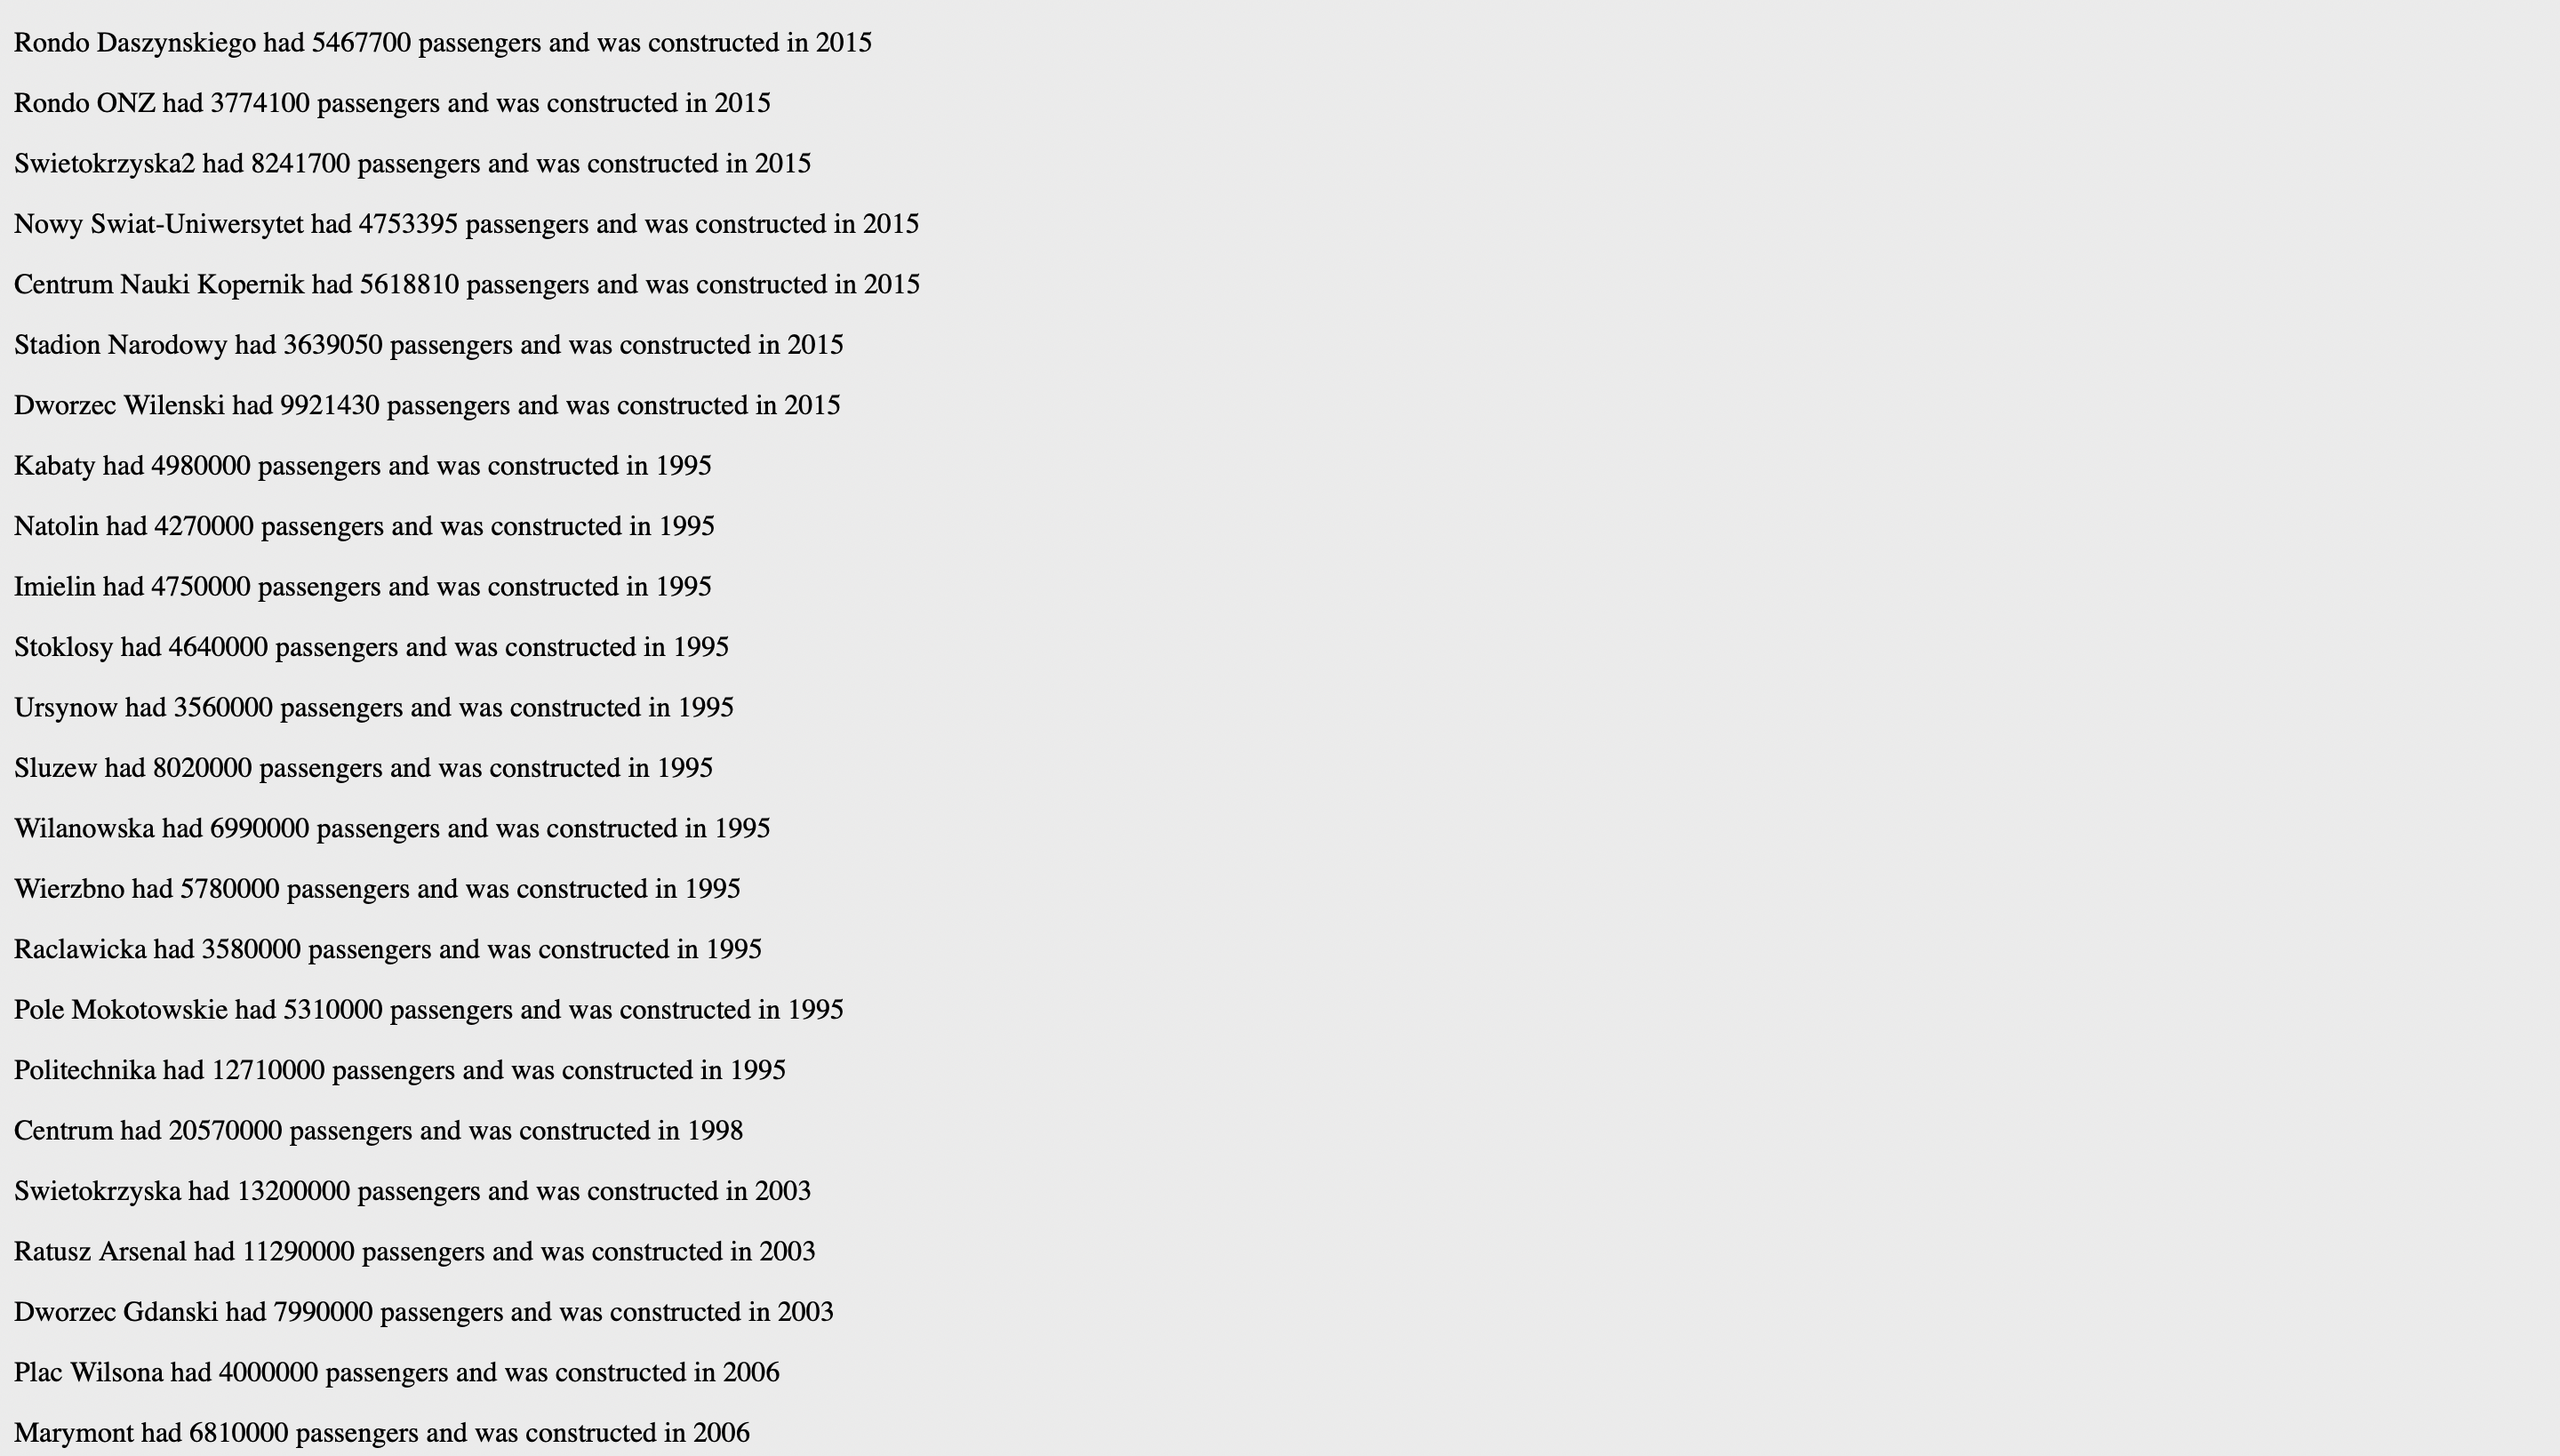 Rondo Daszynskiego had 5467700 passengers and was constructed in 2015
Rondo ONZ had 3774100 passengers and was constructed in 2015
Swietokrzyska2 had 8241700 passengers and was constructed in 2015
Nowy Swiat-Uniwersytet had 4753395 passengers and was constructed in 2015
Centrum Nauki Kopernik had 5618810 passengers and was constructed in 2015
Stadion Narodowy had 3639050 passengers and was constructed in 2015
Dworzec Wilenski had 9921430 passengers and was constructed in 2015
Kabaty had 4980000 passengers and was constructed in 1995
Natolin had 4270000 passengers and was constructed in 1995
Imielin had 4750000 passengers and was constructed in 1995
Stoklosy had 4640000 passengers and was constructed in 1995
Ursynow had 3560000 passengers and was constructed in 1995
Sluzew had 8020000 passengers and was constructed in 1995
Wilanowska had 6990000 passengers and was constructed in 1995
Wierzbno had 5780000 passengers and was constructed in 1995
Raclawicka had 3580000 passengers and was constructed in 1995
Pole Mokotowskie had 5310000 passengers and was constructed in 1995
Politechnika had 12710000 passengers and was constructed in 1995
Centrum had 20570000 passengers and was constructed in 1998
Swietokrzyska had 13200000 passengers and was constructed in 2003
Ratusz Arsenal had 11290000 passengers and was constructed in 2003
Dworzec Gdanski had 7990000 passengers and was constructed in 2003
Plac Wilsona had 4000000 passengers and was constructed in 2006
Marymont had 6810000 passengers and was constructed in 2006